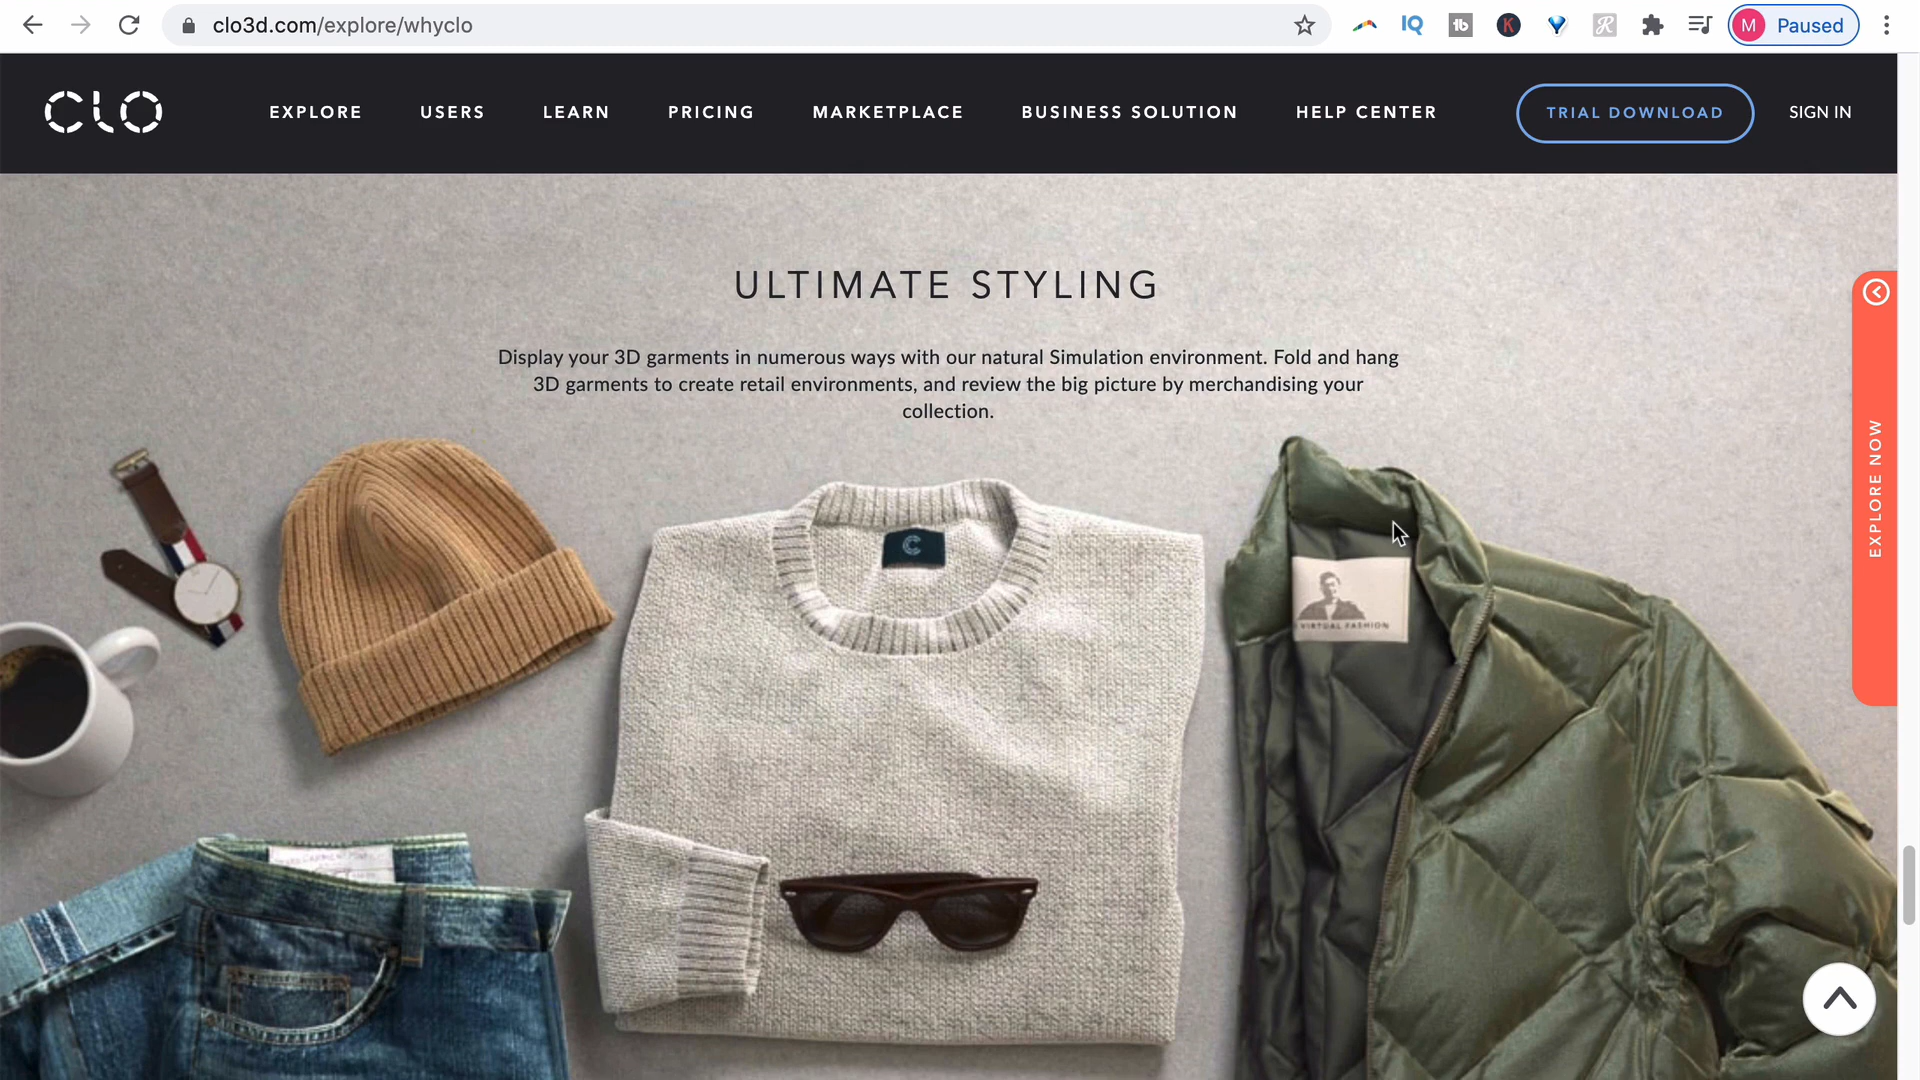 clo3d.com/explore/whyclo
IQ
tb
K
R
M
Paused
CLO
EXPLORE
USERS
LEARN
PRICING
MARKETPLACE
BUSINESS SOLUTION
HELP CENTER
TRIAL DOWNLOAD
SIGN IN
ULTIMATE STYLING
Display your 3D garments in numerous ways with our natural Simulation environment. Fold and hang
3D garments to create retail environments, and review the big picture by merchandising your
collection.
EXPLORE NOW
C
VIRTUAL FASHION